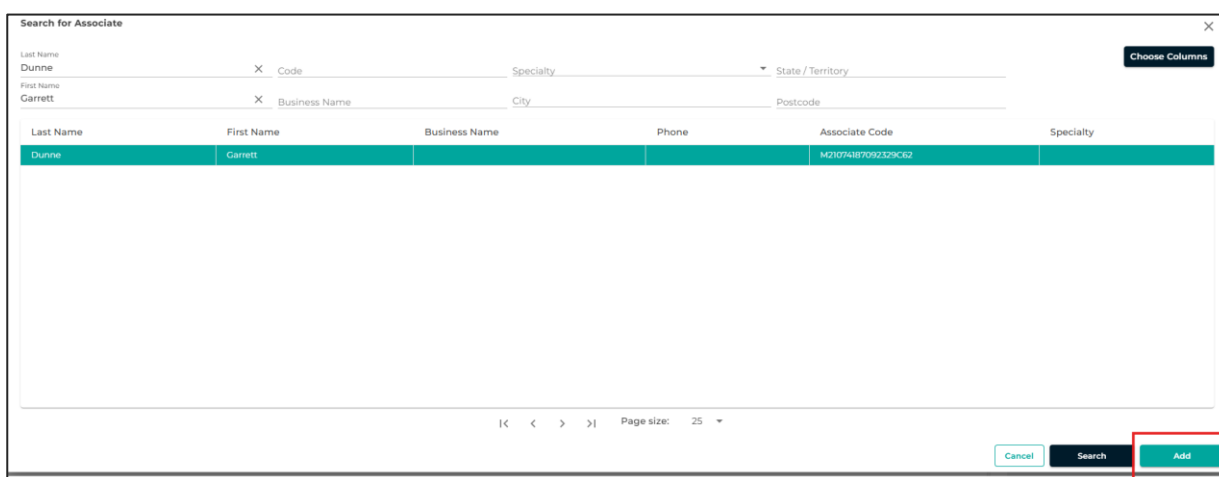 Search for Associate
Last Name
Dunne Code Specialty State / Territory Choose Columns
First Name
Garrett Business Name City Postcode
Last Name First Name Business Name Phone Associate Code Specialty
Dunne Garrett M21074187092329C62
Page size: 25
Cancel Search Add